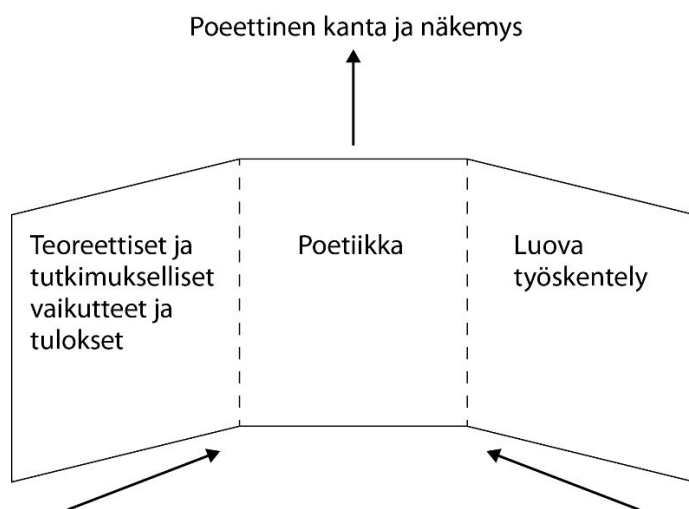 Poeettinen kanta ja näkemys
Teoreettiset ja
tutkimukselliset
vaikutteet ja
tulokset
Poetiikka
Luova
työskentely